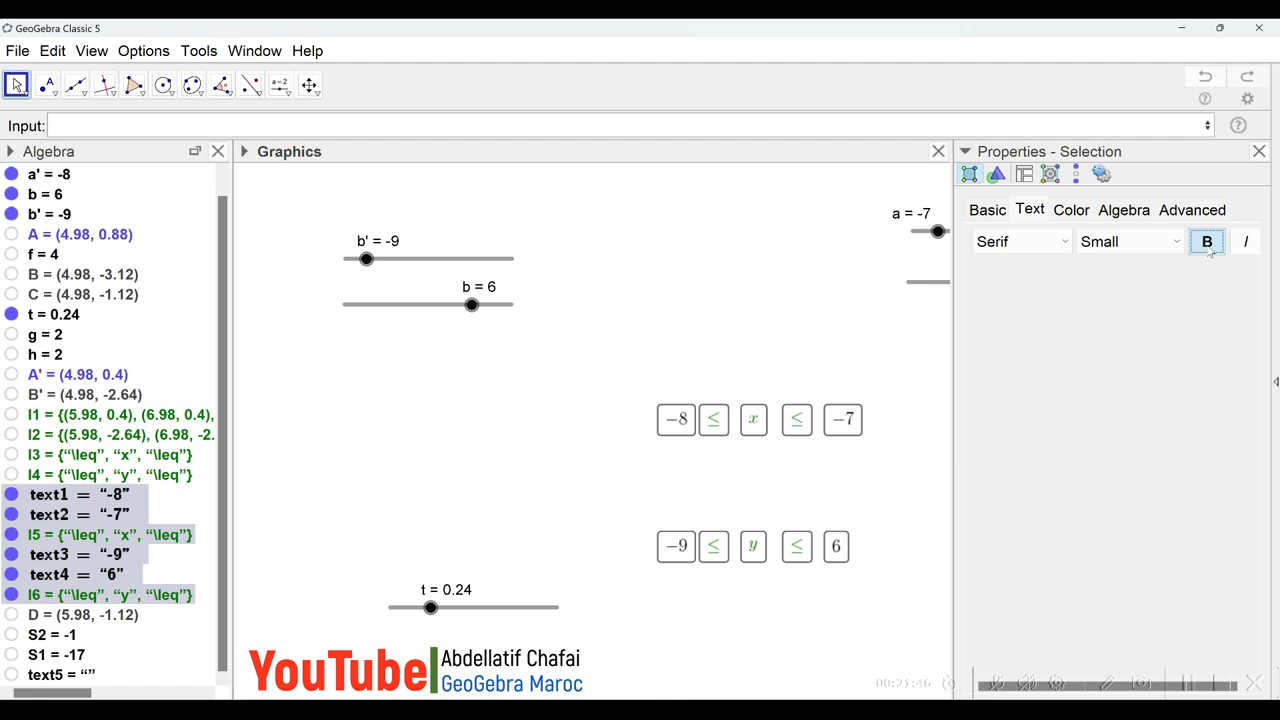 GeoGebra Classic 5
File Edit View Options Tools Window Help
Input:
Algebra
Graphics
Properties - Selection
a' = -8
b = 6
b' = -9
A = (4.98, 0.88)
f = 4
B = (4.98, -3.12)
C = (4.98, -1.12)
t = 0.24
g = 2
h = 2
A' = (4.98, 0.4)
B' = (4.98, -2.64)
l1 = {(5.98, 0.4), (6.98, 0.4),
l2 = {(5.98, -2.64), (6.98, -2.
l3 = {“\leq”, “x”, “\leq”}
l4 = {“\leq”, “y”, “\leq”}
text1 = “-8”
text2 = “-7”
l5 = {“\leq”, “x”, “\leq”}
text3 = “-9”
text4 = “6”
l6 = {“\leq”, “y”, “\leq”}
D = (5.98, -1.12)
S2 = -1
S1 = -17
text5 = “”
b' = -9
b = 6
a = -7
−8 ≤ x ≤ −7
−9 ≤ y ≤ 6
t = 0.24
YouTube
Abdellatif Chafai
GeoGebra Maroc
Basic Text Color Algebra Advanced
Serif Small B I
00:21:46